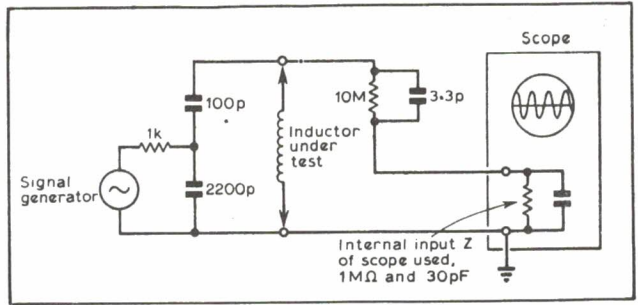 Scope
100p
10M
3·3p
1k
Inductor
under
test
Signal
generator
2200p
Internal input Z
of scope used,
1MΩ and 30pF